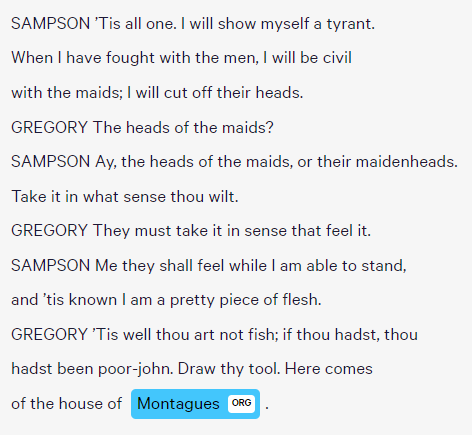 SAMPSON ’Tis all one. I will show myself a tyrant.
When I have fought with the men, I will be civil
with the maids; I will cut off their heads.
GREGORY The heads of the maids?
SAMPSON Ay, the heads of the maids, or their maidenheads.
Take it in what sense thou wilt.
GREGORY They must take it in sense that feel it.
SAMPSON Me they shall feel while I am able to stand,
and ’tis known I am a pretty piece of flesh.
GREGORY ’Tis well thou art not fish; if thou hadst, thou
hadst been poor-john. Draw thy tool. Here comes
of the house of Montagues ORG .